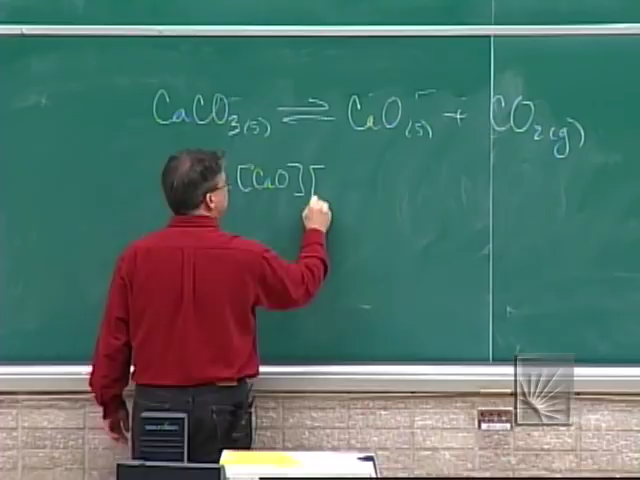 CaCO₃(s) ⇌ CaO(s) + CO₂(g)
[CaO][